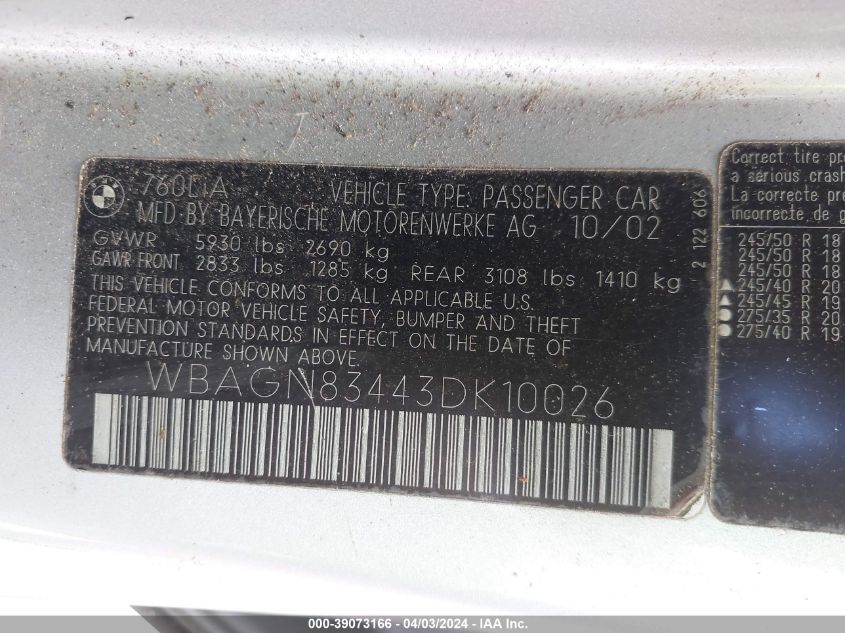 BMW
760LiA VEHICLE TYPE: PASSENGER CAR
MFD BY BAYERISCHE MOTORENWERKE AG 10/02
GVWR 5930 lbs 2690 kg
GAWR FRONT 2833 lbs 1285 kg REAR 3108 lbs 1410 kg
THIS VEHICLE CONFORMS TO ALL APPLICABLE U.S.
FEDERAL MOTOR VEHICLE SAFETY, BUMPER AND THEFT
PREVENTION STANDARDS IN EFFECT ON THE DATE OF
MANUFACTURE SHOWN ABOVE.
WBAGN83443DK10026
2 122 606
Correct tire
a serious crash
La correcte
incorrecte de
245/50 R 18
245/50 R 18
245/50 R 18
245/40 R 20
245/45 R 19
275/35 R 20
275/40 R 19
000-39073166 - 04/03/2024 - IAA Inc.